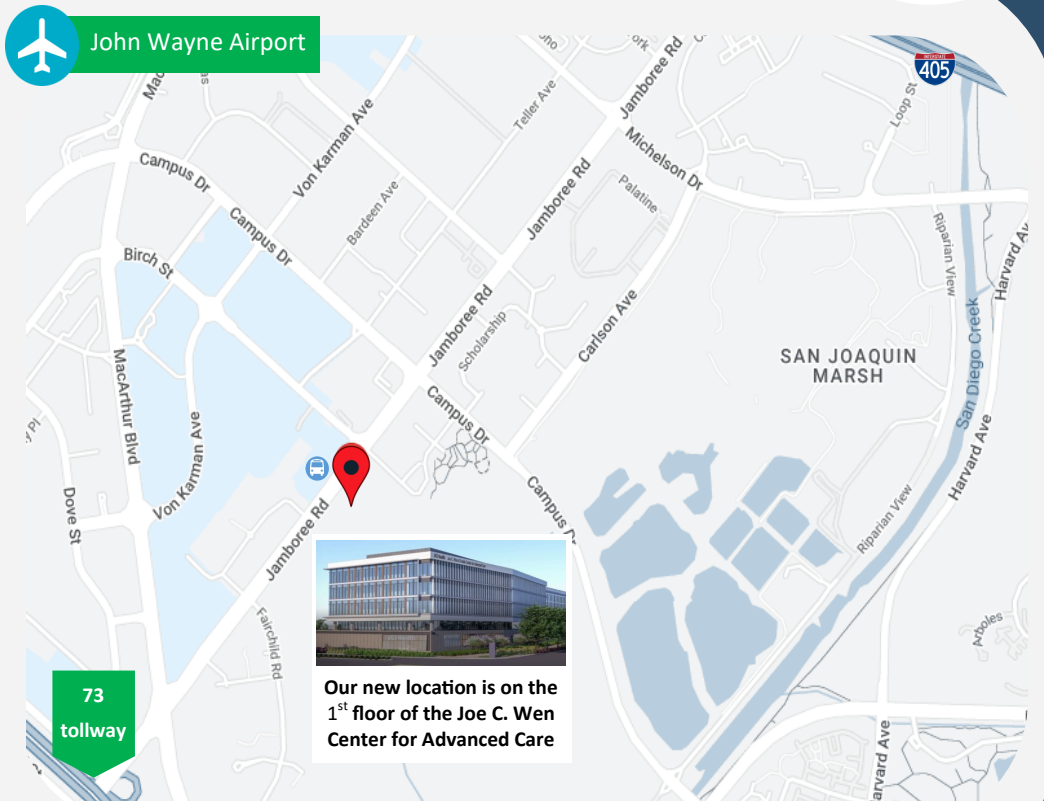 John Wayne Airport
INTERSTATE
405
Jamboree Rd
Loop St
Teller Ave
Von Karman Ave
Michelson Dr
Campus Dr
Palatine
Bardeen Ave
Jamboree Rd
Campus Dr
Riparian View
Harvard Av
Birch St
Jamboree Rd
Scholarship
Carlson Ave
San Diego Creek
SAN JOAQUIN
MARSH
MacArthur Blvd
Campus Dr
Von Karman Ave
Harvard Ave
Dove St
Campus Dr
Riparian View
Jamboree Rd
Fairchild Rd
Arboles
73
tollway
Our new location is on the
1st floor of the Joe C. Wen
Center for Advanced Care
arvard Ave